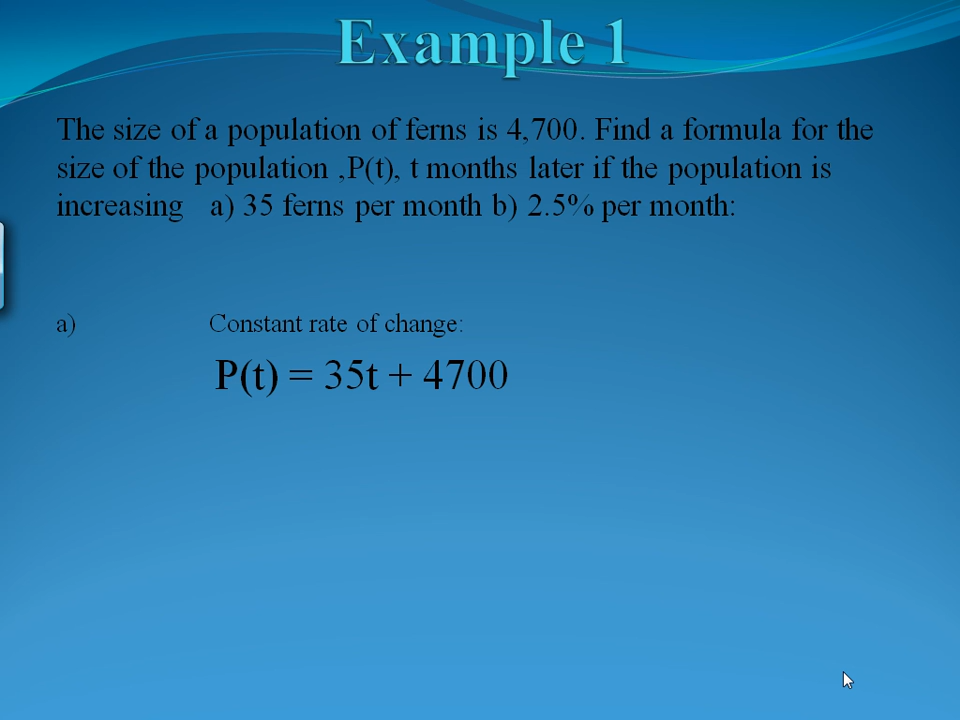 Example 1
The size of a population of ferns is 4,700. Find a formula for the
size of the population ,P(t), t months later if the population is
increasing a) 35 ferns per month b) 2.5% per month:
a) Constant rate of change:
P(t) = 35t + 4700